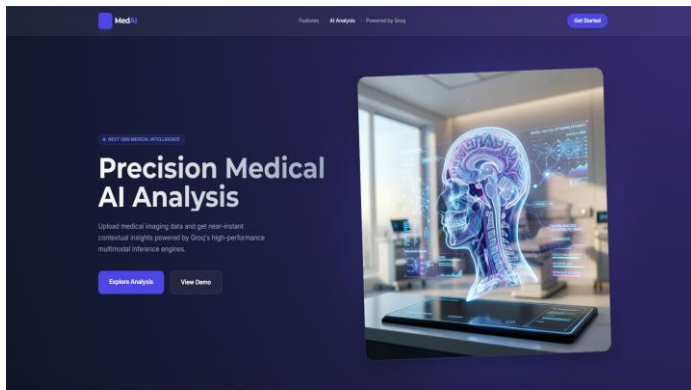 MedAI
Features AI Analysis Powered by Groq
Get Started
NEXT-GEN MEDICAL INTELLIGENCE
Precision Medical
AI Analysis
Upload medical imaging data and get near-instant
contextual insights powered by Groq's high-performance
multimodal inference engines.
Explore Analysis
View Demo